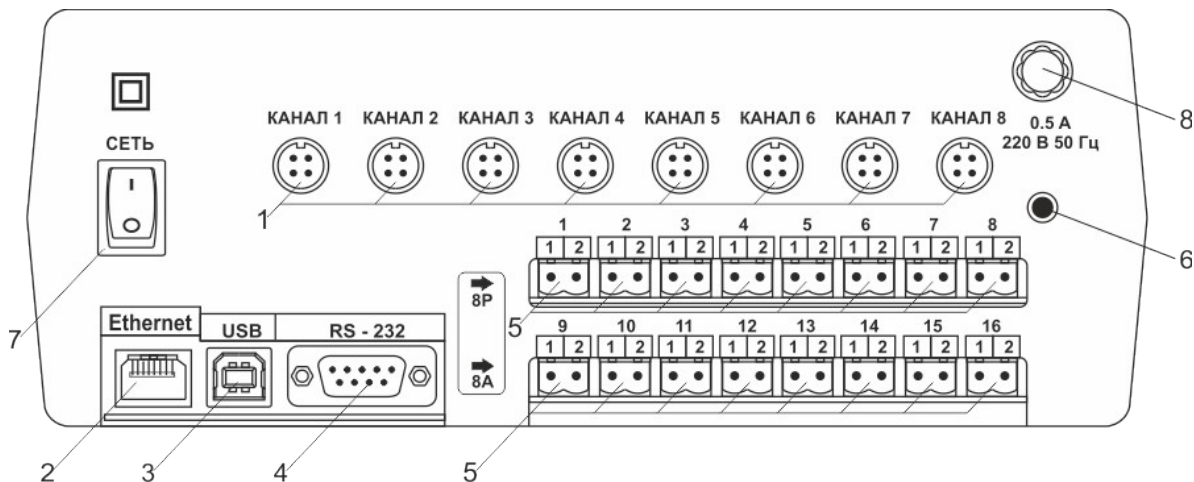 КАНАЛ 1 КАНАЛ 2 КАНАЛ 3 КАНАЛ 4 КАНАЛ 5 КАНАЛ 6 КАНАЛ 7 КАНАЛ 8
0.5 А
220 В 50 Гц
8
СЕТЬ
I
O
1
6
7
1 2 3 4 5 6 7 8
1 2 1 2 1 2 1 2 1 2 1 2 1 2 1 2
8Р
5
8А
9 10 11 12 13 14 15 16
1 2 1 2 1 2 1 2 1 2 1 2 1 2 1 2
Ethernet USB RS - 232
2 3 4 5